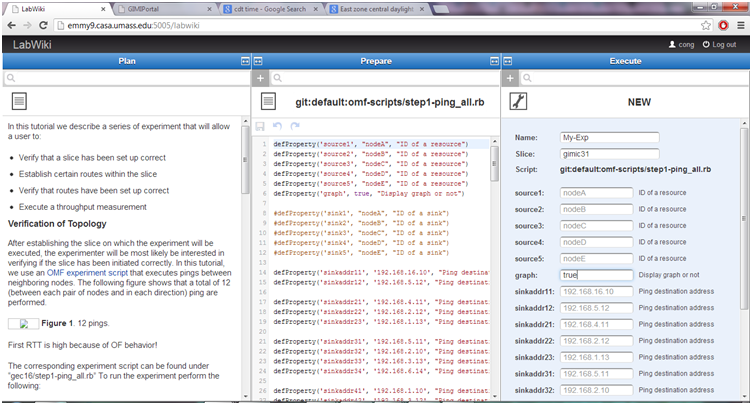 LabWiki
GIMIPortal
cdt time - Google Search
East zone central daylight
emmy9.casa.umass.edu:5005/labwiki
LabWiki
cong
Log out
Plan
In this tutorial we describe a series of experiment that will allow
a user to:
Verify that a slice has been set up correct
Establish certain routes within the slice
Verify that routes have been set up correct
Execute a throughput measurement
Verification of Topology
After establishing the slice on which the experiment will be
executed, the experimenter will be most likely be interested in
verifying if the slice has been initiated correctly. In this tutorial,
we use an OMF experiment script that executes pings between
neighboring nodes. The following figure shows that a total of 12
(between each pair of nodes and in each direction) ping are
performed.
Figure 1. 12 pings.
First RTT is high because of OF behavior!
The corresponding experiment script can be found under
"gec16/step1-ping_all.rb" To run the experiment perform the
following:
Prepare
git:default:omf-scripts/step1-ping_all.rb
1 defProperty('source1', "nodeA", "ID of a resource")
2 defProperty('source2', "nodeB", "ID of a resource")
3 defProperty('source3', "nodeC", "ID of a resource")
4 defProperty('source4', "nodeD", "ID of a resource")
5 defProperty('source5', "nodeE", "ID of a resource")
6 defProperty('graph', true, "Display graph or not")
7
8 #defProperty('sink1', "nodeA", "ID of a sink")
9 #defProperty('sink2', "nodeB", "ID of a sink")
10 #defProperty('sink3', "nodeC", "ID of a sink")
11 #defProperty('sink4', "nodeD", "ID of a sink")
12 #defProperty('sink5', "nodeE", "ID of a sink")
13
14 defProperty('sinkaddr11', '192.168.16.10', "Ping destinat
15 defProperty('sinkaddr12', '192.168.5.12', "Ping destinati
16
17 defProperty('sinkaddr21', '192.168.4.11', "Ping destinati
18 defProperty('sinkaddr22', '192.168.2.12', "Ping destinati
19 defProperty('sinkaddr23', '192.168.1.13', "Ping destinati
20
21 defProperty('sinkaddr31', '192.168.5.11', "Ping destinati
22 defProperty('sinkaddr32', '192.168.2.10', "Ping destinati
23 defProperty('sinkaddr33', '192.168.3.13', "Ping destinati
24 defProperty('sinkaddr34', '192.168.6.14', "Ping destinati
25
26 defProperty('sinkaddr41', '192.168.1.10', "Ping destinati
Execute
NEW
Name: My-Exp
Slice: gimic31
Script: git:default:omf-scripts/step1-ping_all.rb
source1: nodeA ID of a resource
source2: nodeB ID of a resource
source3: nodeC ID of a resource
source4: nodeD ID of a resource
source5: nodeE ID of a resource
graph: true Display graph or not
sinkaddr11: 192.168.16.10 Ping destination address
sinkaddr12: 192.168.5.12 Ping destination address
sinkaddr21: 192.168.4.11 Ping destination address
sinkaddr22: 192.168.2.12 Ping destination address
sinkaddr23: 192.168.1.13 Ping destination address
sinkaddr31: 192.168.5.11 Ping destination address
sinkaddr32: 192.168.2.10 Ping destination address